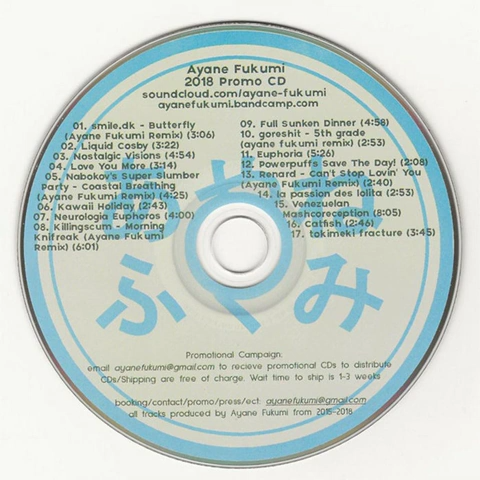 Ayane Fukumi
2018 Promo CD
soundcloud.com/ayane-fukumi
ayanefukumi.bandcamp.com
01. smile.dk - Butterfly
(Ayane Fukumi Remix) (3:06)
02. Liquid Cosby (3:22)
03. Nostalgic Visions (4:54)
04. Love You More (3:14)
05. Nabokov's Super Slumber
Party - Coastal Breathing
(Ayane Fukumi Remix) (4:25)
06. Kawaii Holiday (2:43)
07. Neurologic Euphoros (4:00)
08. Killingscum - Morning
Knifreak (Ayane Fukumi
Remix) (6:01)
09. Full Sunken Dinner (4:58)
10. goreshit - 5th grade
(ayane fukumi remix) (2:53)
11. Euphoria (5:26)
12. Powerpuffs Save The Day! (2:08)
13. Renard - Can't Stop Lovin' You
(Ayane Fukumi Remix) (2:40)
14. la passion des lolita (2:53)
15. Venezuelan
Mashcoreception (8:05)
16. Catfish (2:46)
17. tokimeki fracture (3:45)
ふくみ
Promotional Campaign:
email ayanefukumi@gmail.com to recieve promotional CDs to distribute
CDs/Shipping are free of charge. Wait time to ship is 1-3 weeks
booking/contact/promo/press/ect: ayanefukumi@gmail.com
all tracks produced by Ayane Fukumi from 2015-2018